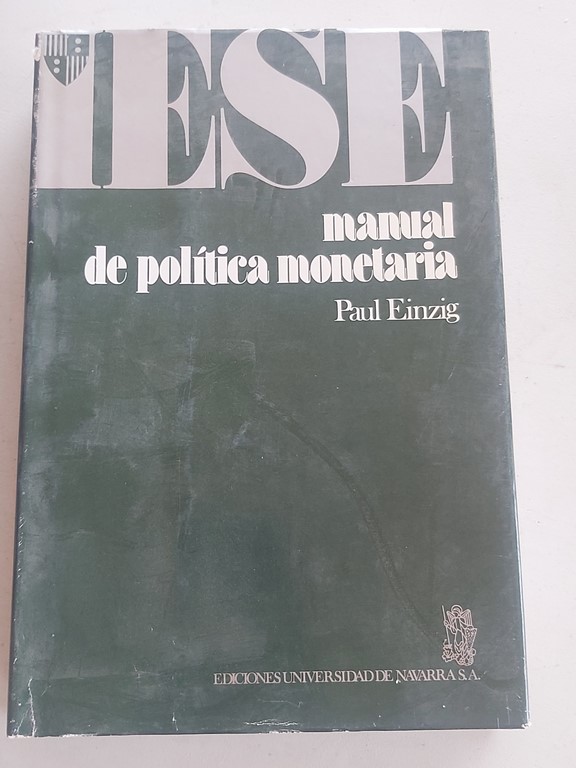 IESE
manual
de política monetaria
Paul Einzig
EDICIONES UNIVERSIDAD DE NAVARRA S.A.